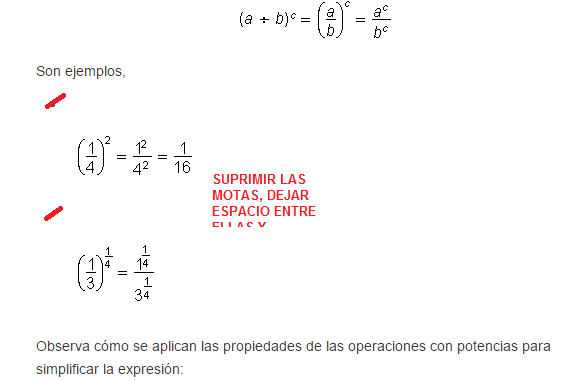 (a ÷ b)^c = (a/b)^c = a^c/b^c
Son ejemplos,
(1/4)^2 = 1^2/4^2 = 1/16
SUPRIMIR LAS
MOTAS, DEJAR
ESPACIO ENTRE
ELLAS Y
(1/3)^(1/4) = 1^(1/4)/3^(1/4)
Observa cómo se aplican las propiedades de las operaciones con potencias para
simplificar la expresión: